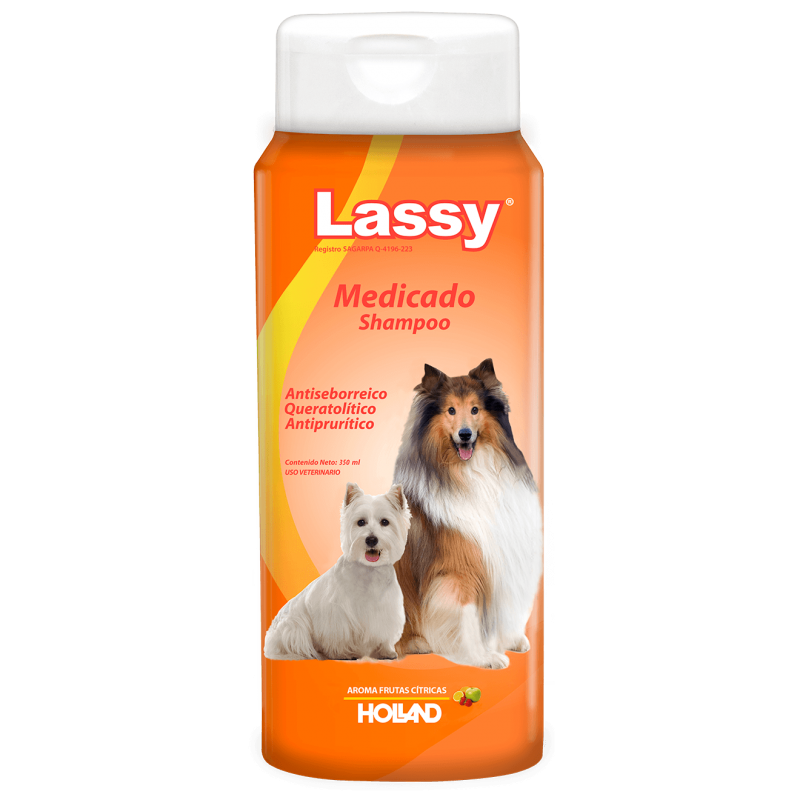 Lassy®
Registro SAGARPA Q-4196-223
Medicado
Shampoo
Antiseborreico
Queratolítico
Antiprurítico
Contenido Neto: 350 ml
USO VETERINARIO
AROMA FRUTAS CÍTRICAS
HOLLAND